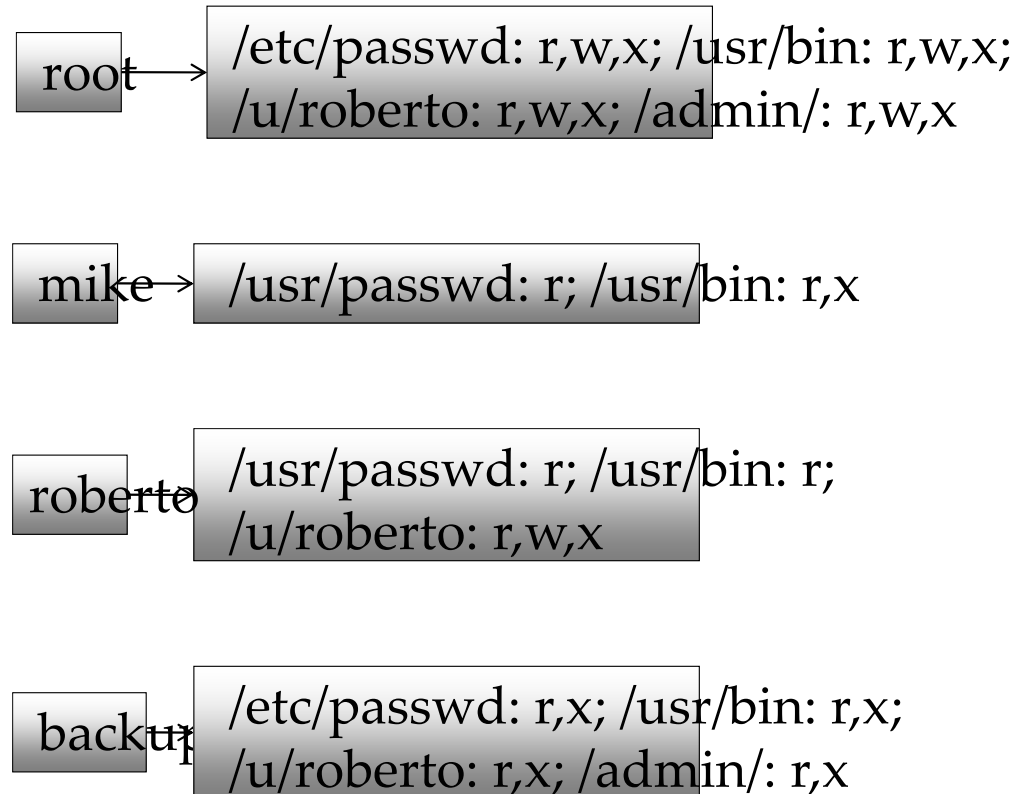 root
/etc/passwd: r,w,x; /usr/bin: r,w,x;
/u/roberto: r,w,x; /admin/: r,w,x
mike
/usr/passwd: r; /usr/bin: r,x
roberto
/usr/passwd: r; /usr/bin: r;
/u/roberto: r,w,x
backup
/etc/passwd: r,x; /usr/bin: r,x;
/u/roberto: r,x; /admin/: r,x